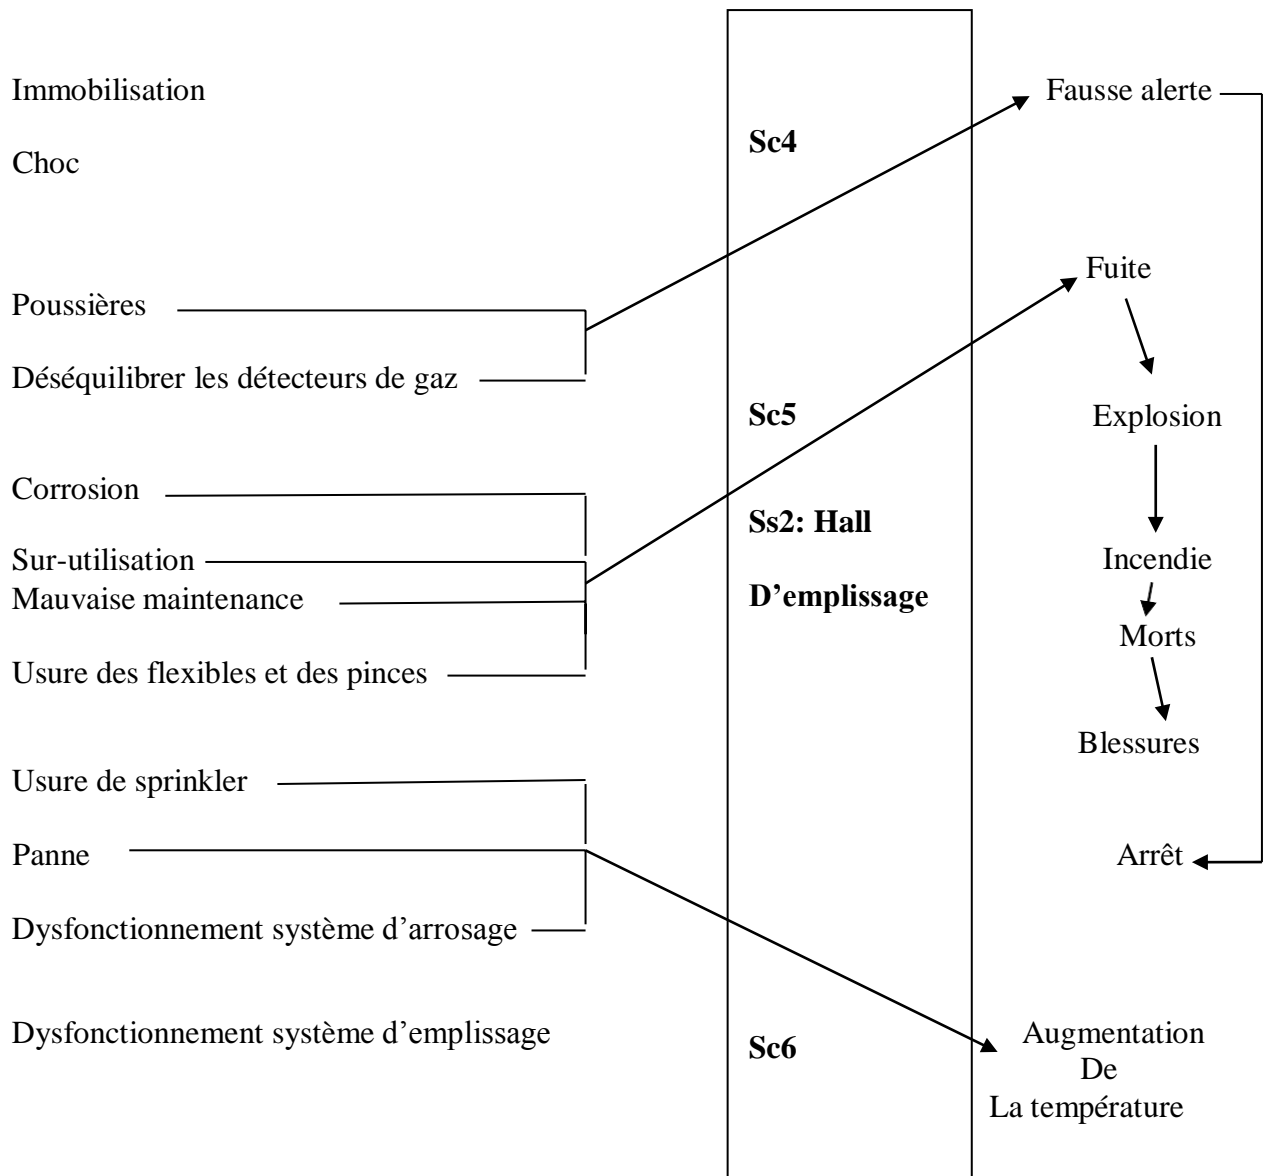 Immobilisation
Choc
Poussières
Déséquilibrer les détecteurs de gaz
Corrosion
Sur-utilisation
Mauvaise maintenance
Usure des flexibles et des pinces
Usure de sprinkler
Panne
Dysfonctionnement système d’arrosage
Dysfonctionnement système d’emplissage
Sc4
Sc5
Ss2: Hall
D’emplissage
Sc6
Fausse alerte
Fuite
Explosion
Incendie
Morts
Blessures
Arrêt
Augmentation
De
La température